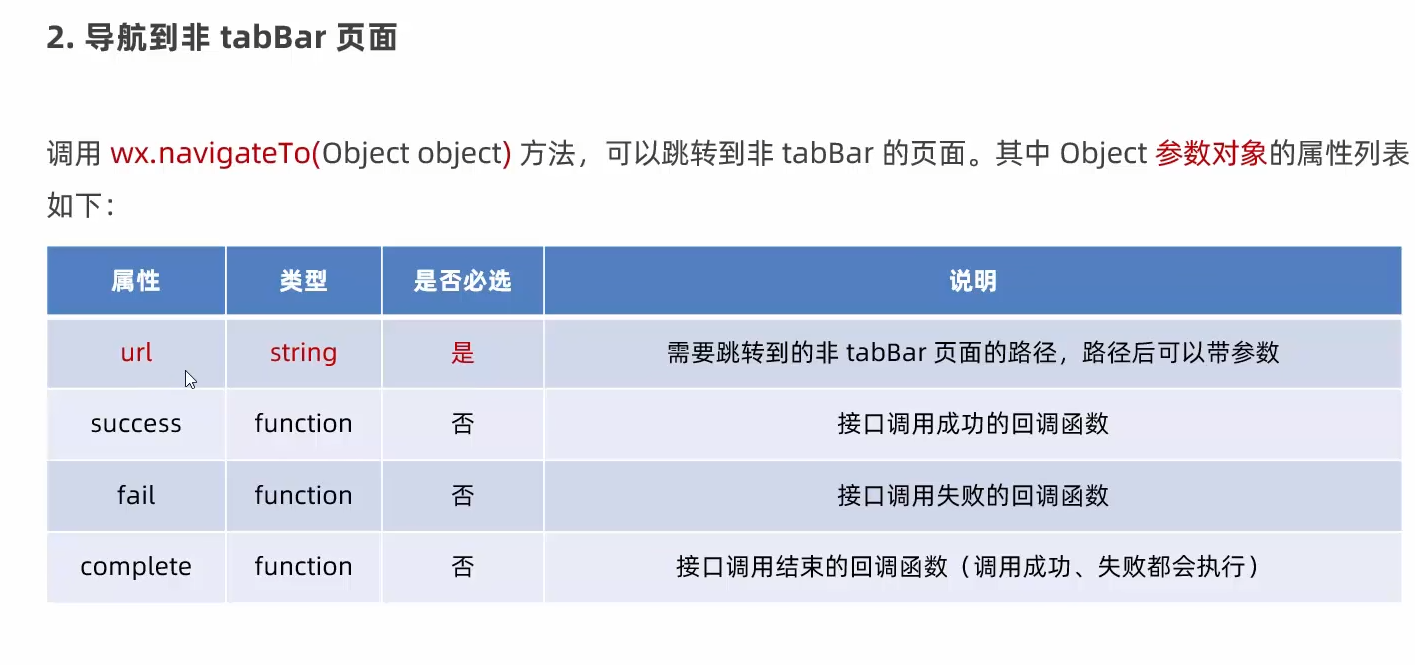 2. 导航到非 tabBar 页面
调用 wx.navigateTo(Object object) 方法，可以跳转到非 tabBar 的页面。其中 Object 参数对象的属性列表
如下：
属性 类型 是否必选 说明
url string 是 需要跳转到的非 tabBar 页面的路径，路径后可以带参数
success function 否 接口调用成功的回调函数
fail function 否 接口调用失败的回调函数
complete function 否 接口调用结束的回调函数（调用成功、失败都会执行）